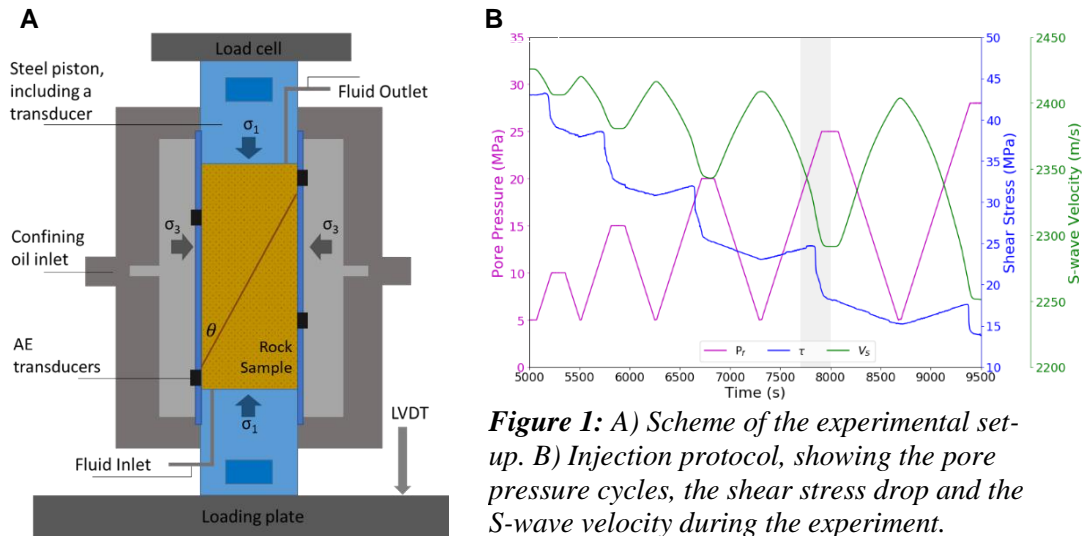 A
Load cell
Steel piston,
including a
transducer
Fluid Outlet
σ1
σ3
σ3
Confining
oil inlet
θ
Rock
Sample
AE
transducers
LVDT
σ1
Fluid Inlet
Loading plate
B
35
30
25
20
15
10
5
0
Pore Pressure (MPa)
50
45
40
35
30
25
20
15
10
Shear Stress (MPa)
2450
2400
2350
2300
2250
2200
S-wave Velocity (m/s)
Pf τ VS
5000 5500 6000 6500 7000 7500 8000 8500 9000 9500
Time (s)
Figure 1: A) Scheme of the experimental set-
up. B) Injection protocol, showing the pore
pressure cycles, the shear stress drop and the
S-wave velocity during the experiment.